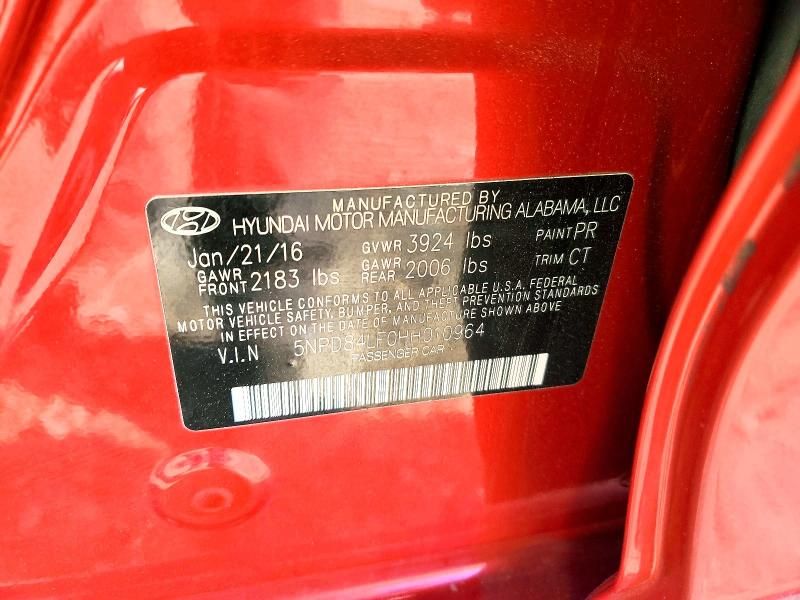 MANUFACTURED BY
HYUNDAI MOTOR MANUFACTURING ALABAMA, LLC
Jan/21/16 GVWR 3924 lbs PAINT PR
GAWR FRONT 2183 lbs GAWR REAR 2006 lbs TRIM CT
THIS VEHICLE CONFORMS TO ALL APPLICABLE U.S.A. FEDERAL
MOTOR VEHICLE SAFETY, BUMPER, AND THEFT PREVENTION STANDARDS
IN EFFECT ON THE DATE OF MANUFACTURE SHOWN ABOVE
V.I.N 5NPD84LF0HH010964
PASSENGER CAR